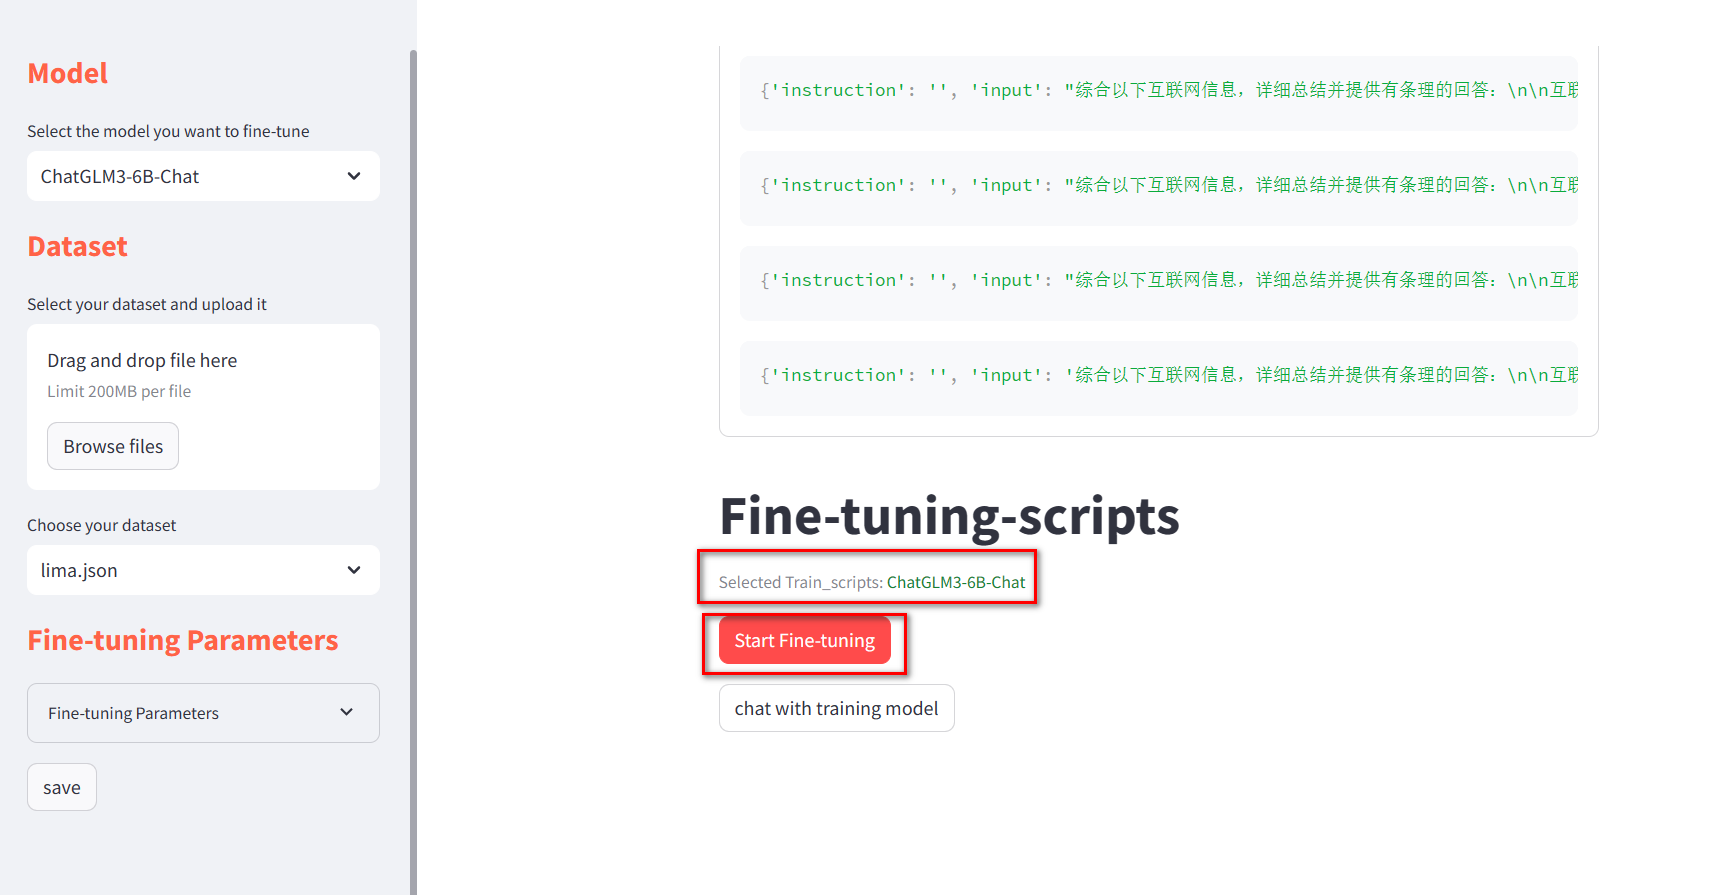 Model
Select the model you want to fine-tune
ChatGLM3-6B-Chat
Dataset
Select your dataset and upload it
Drag and drop file here
Limit 200MB per file
Browse files
Choose your dataset
lima.json
Fine-tuning Parameters
Fine-tuning Parameters
save
{'instruction': '', 'input': "综合以下互联网信息，详细总结并提供有条理的回答：\n\n互联
{'instruction': '', 'input': "综合以下互联网信息，详细总结并提供有条理的回答：\n\n互联
{'instruction': '', 'input': "综合以下互联网信息，详细总结并提供有条理的回答：\n\n互联
{'instruction': '', 'input': '综合以下互联网信息，详细总结并提供有条理的回答：\n\n互联
Fine-tuning-scripts
Selected Train_scripts: ChatGLM3-6B-Chat
Start Fine-tuning
chat with training model